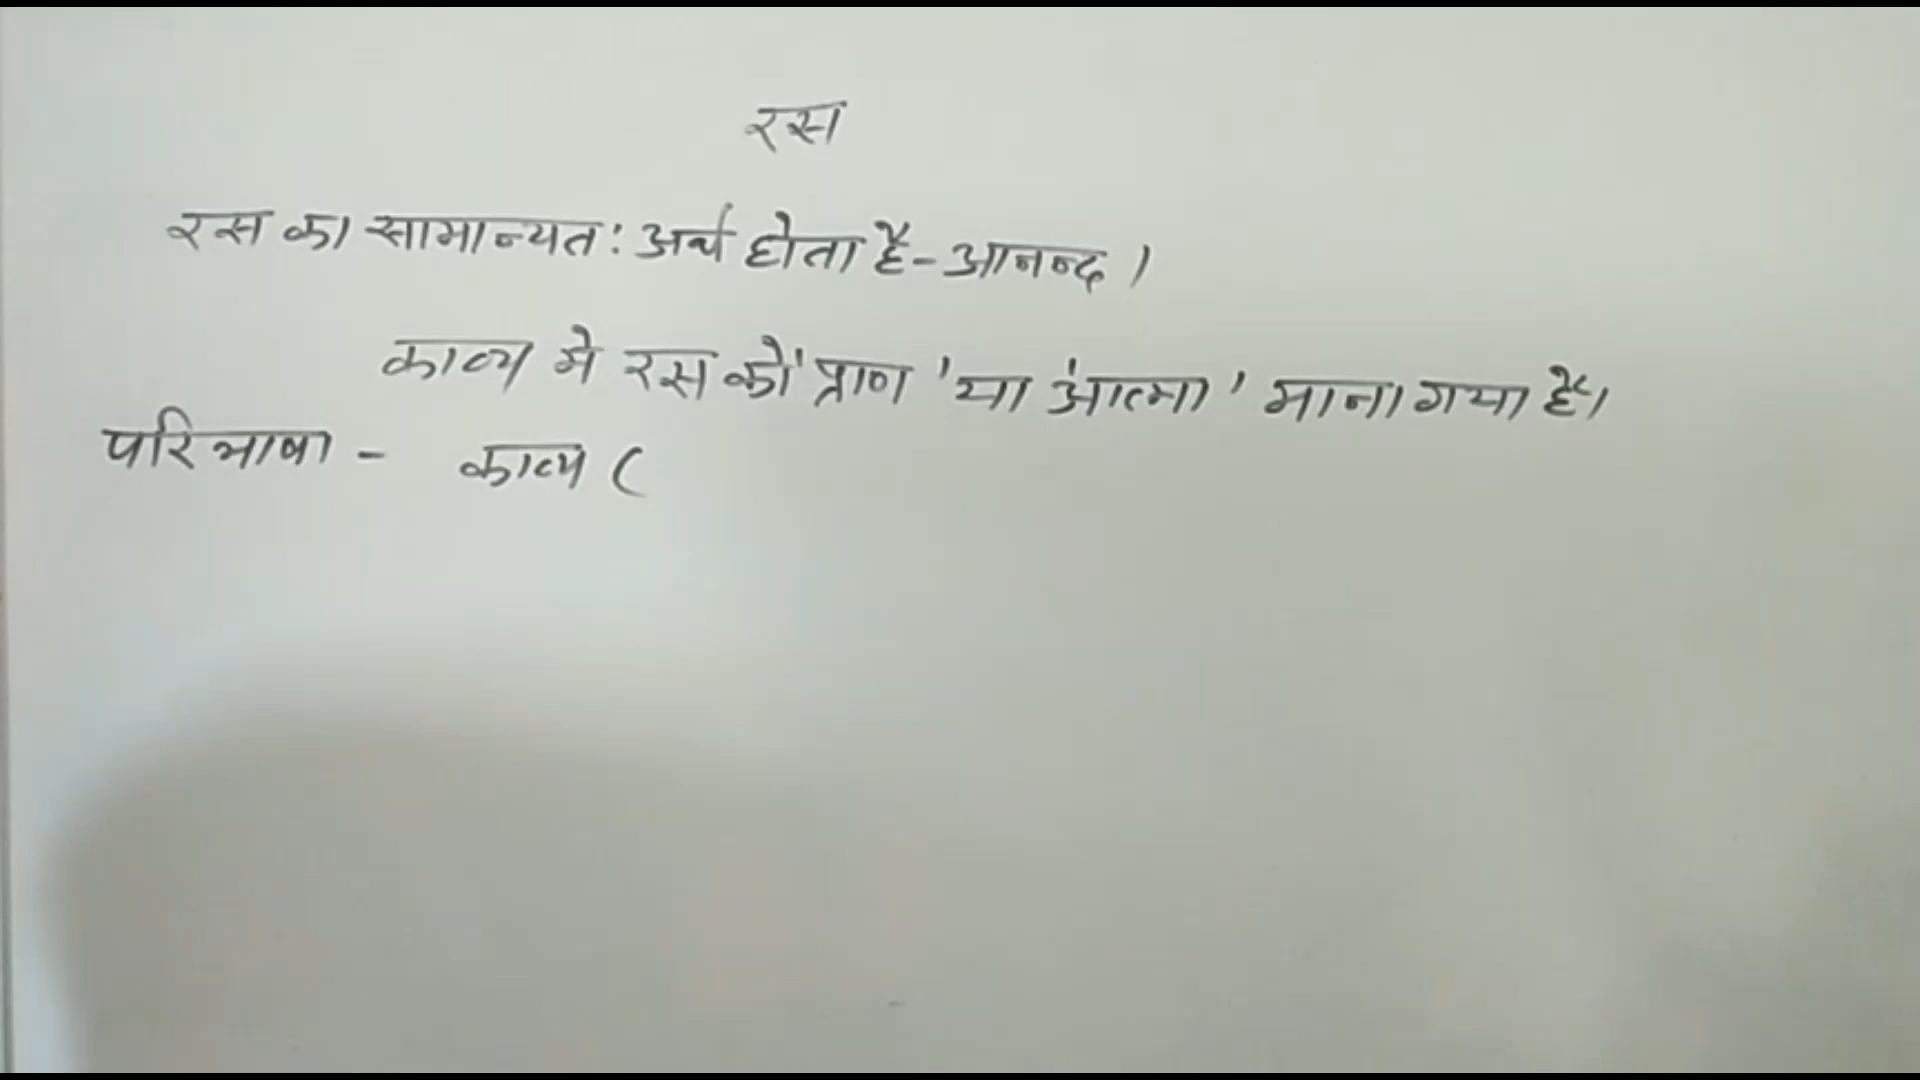 रस
रस का सामान्यतः अर्थ होता है - आनन्द।
काव्य मे रस को 'प्राण' या 'आत्मा' माना गया है।
परिभाषा - काव्य (